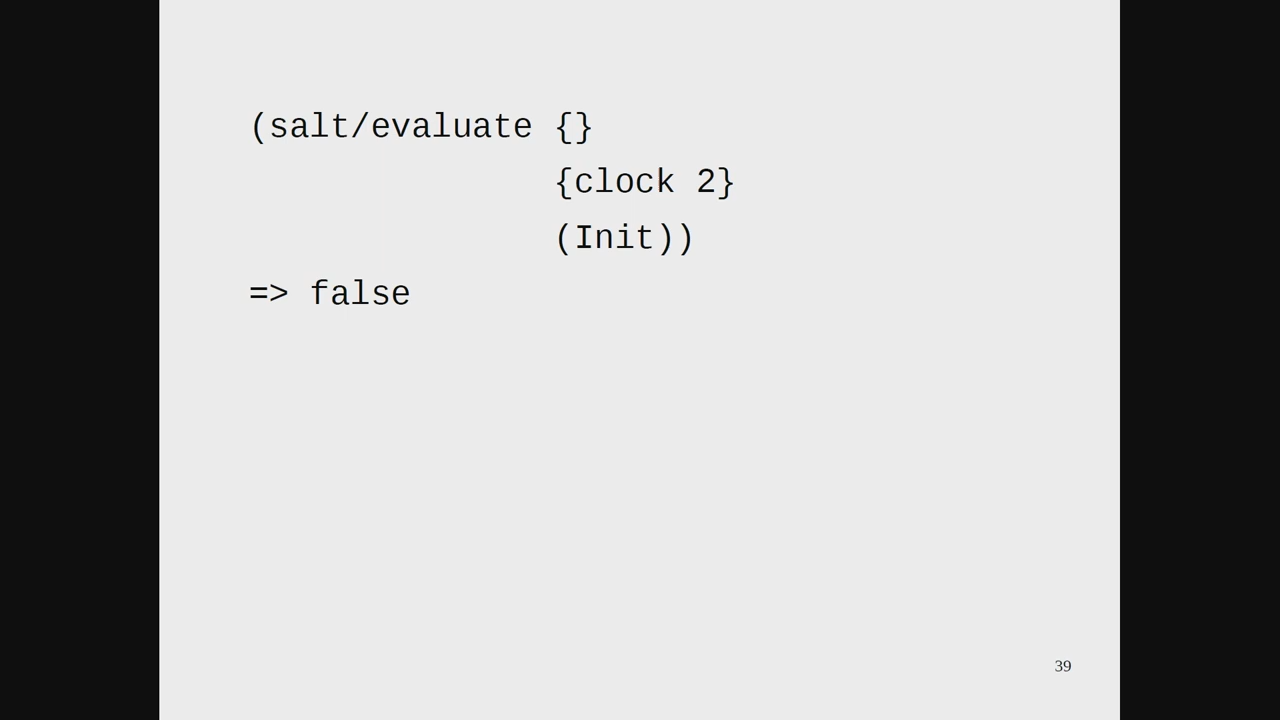 (salt/evaluate {}
{clock 2}
(Init))
=> false
39